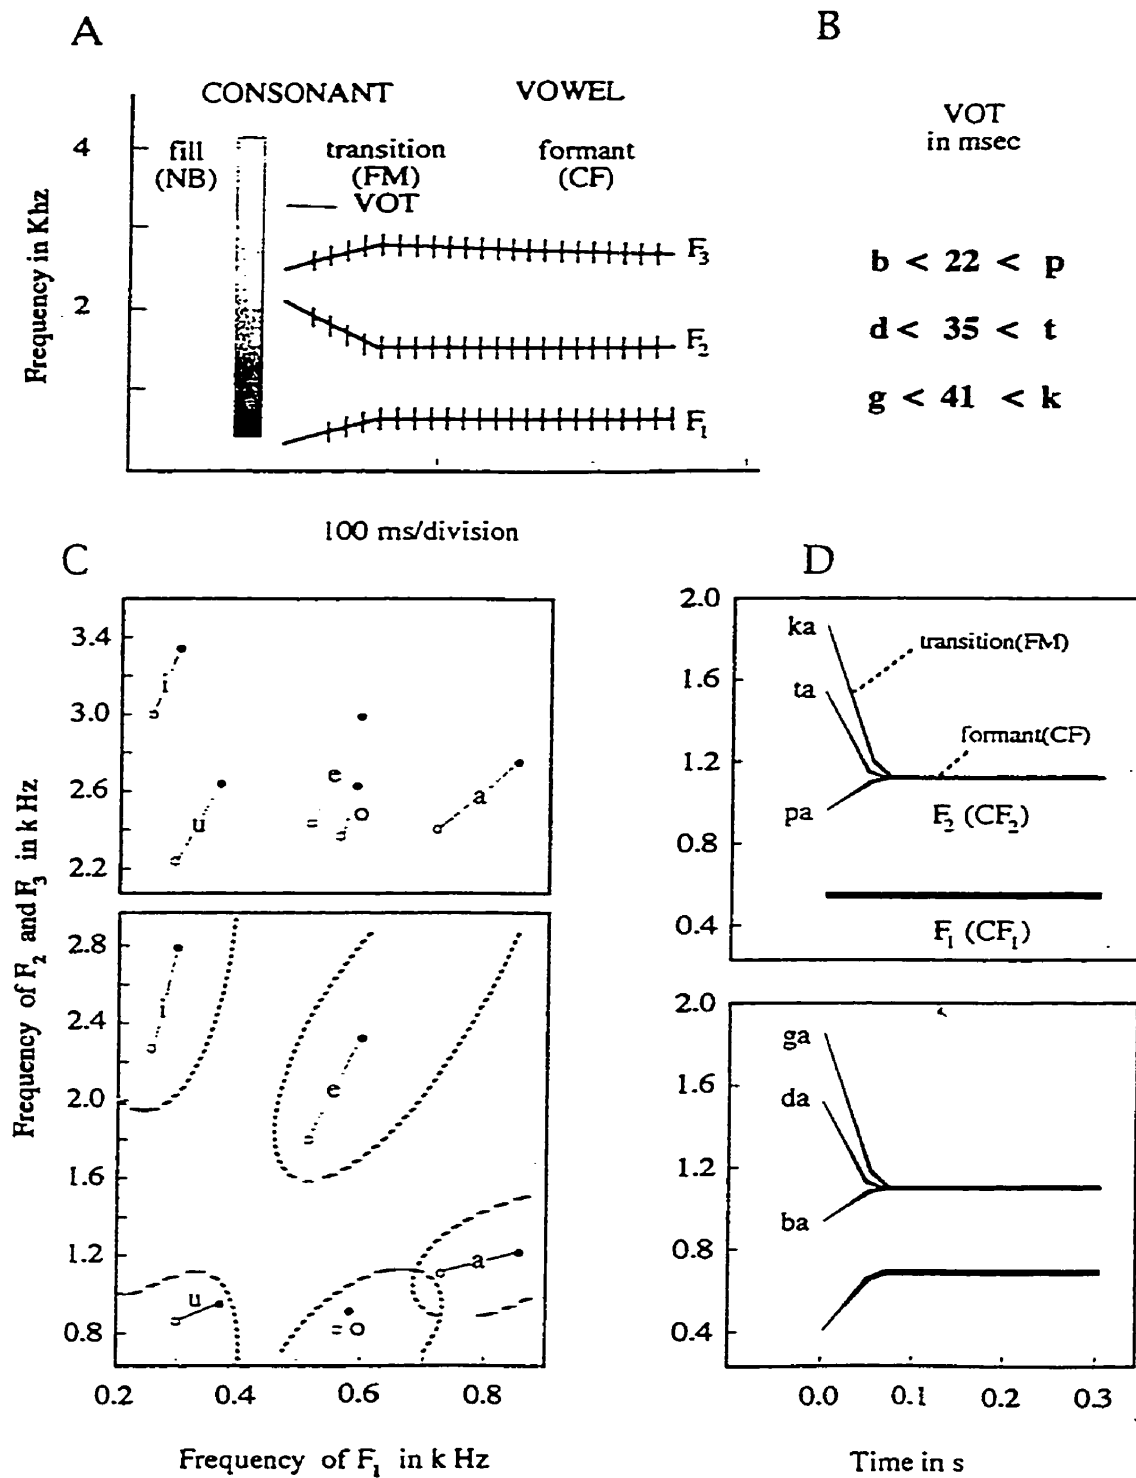 A
CONSONANT VOWEL
4
fill
(NB)
transition
(FM)
formant
(CF)
VOT
F3
2
F2
F1
Frequency in Khz
100 ms/division
B
VOT
in msec
b < 22 < p
d < 35 < t
g < 41 < k
C
3.4
3.0
2.6
2.2
i
u
e
o
a
2.8
2.4
2.0
1.6
1.2
0.8
i
e
a
u
o
0.2 0.4 0.6 0.8
Frequency of F2 and F3 in k Hz
Frequency of F1 in k Hz
D
2.0
1.6
1.2
0.8
0.4
ka
ta
pa
transition(FM)
formant(CF)
F2 (CF2)
F1 (CF1)
2.0
1.6
1.2
0.8
0.4
ga
da
ba
0.0 0.1 0.2 0.3
Time in s